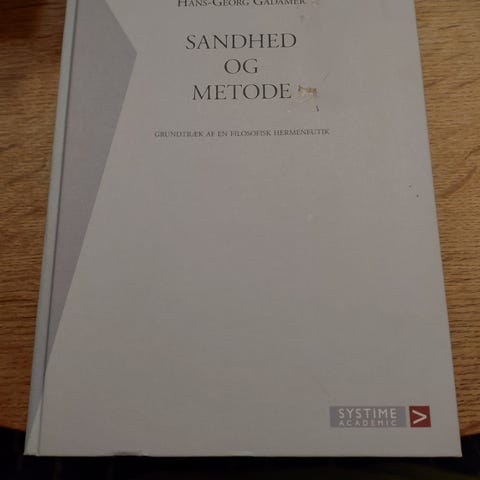 HANS-GEORG GADAMER
SANDHED
OG
METODE
GRUNDTRÆK AF EN FILOSOFISK HERMENEUTIK
SYSTIME
ACADEMIC